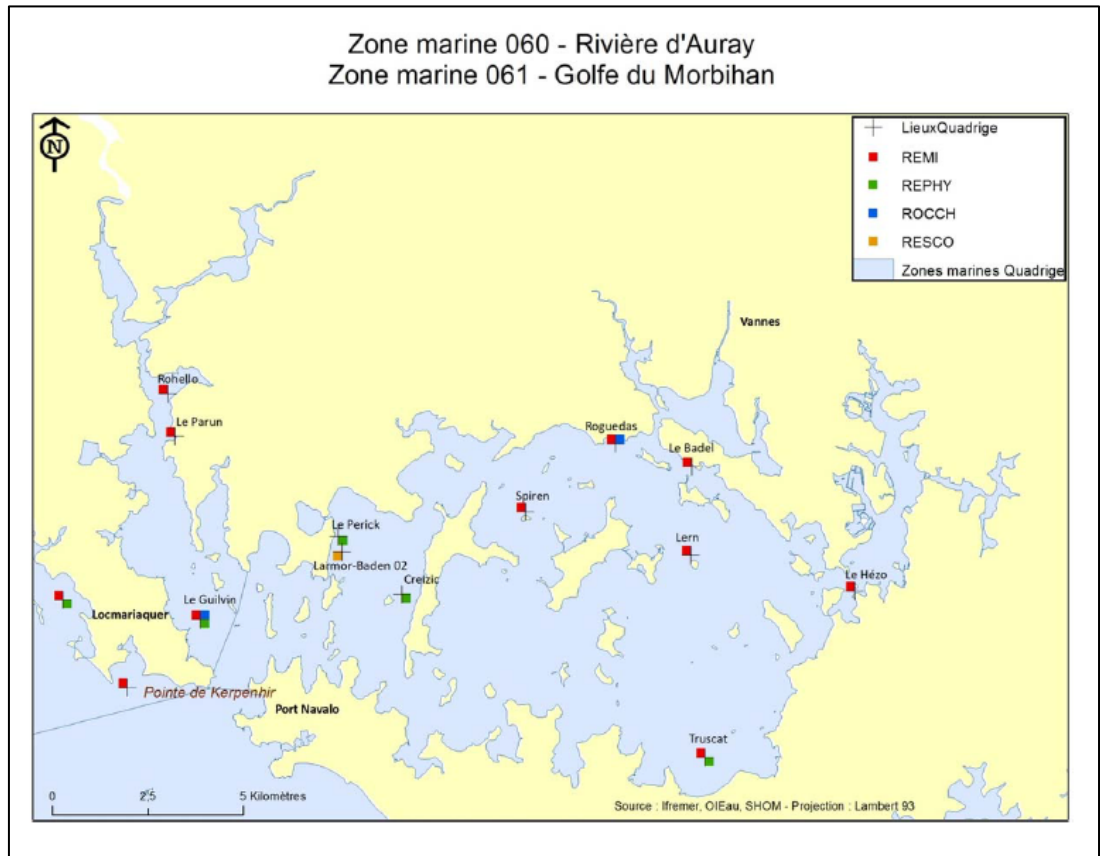 Zone marine 060 - Rivière d'Auray
Zone marine 061 - Golfe du Morbihan
N
LieuxQuadrige
REMI
REPHY
ROCCH
RESCO
Zones marines Quadrige
Vannes
Rohello
Le Parun
Roguedas
Le Badel
Spiren
Le Perick
Lern
Larmor-Baden 02
Creizic
Le Hézo
Le Guilvin
Locmariaquer
Pointe de Kerpenhir
Port Navalo
Truscat
0 2,5 5 Kilomètres
Source : Ifremer, OIEau, SHOM - Projection : Lambert 93